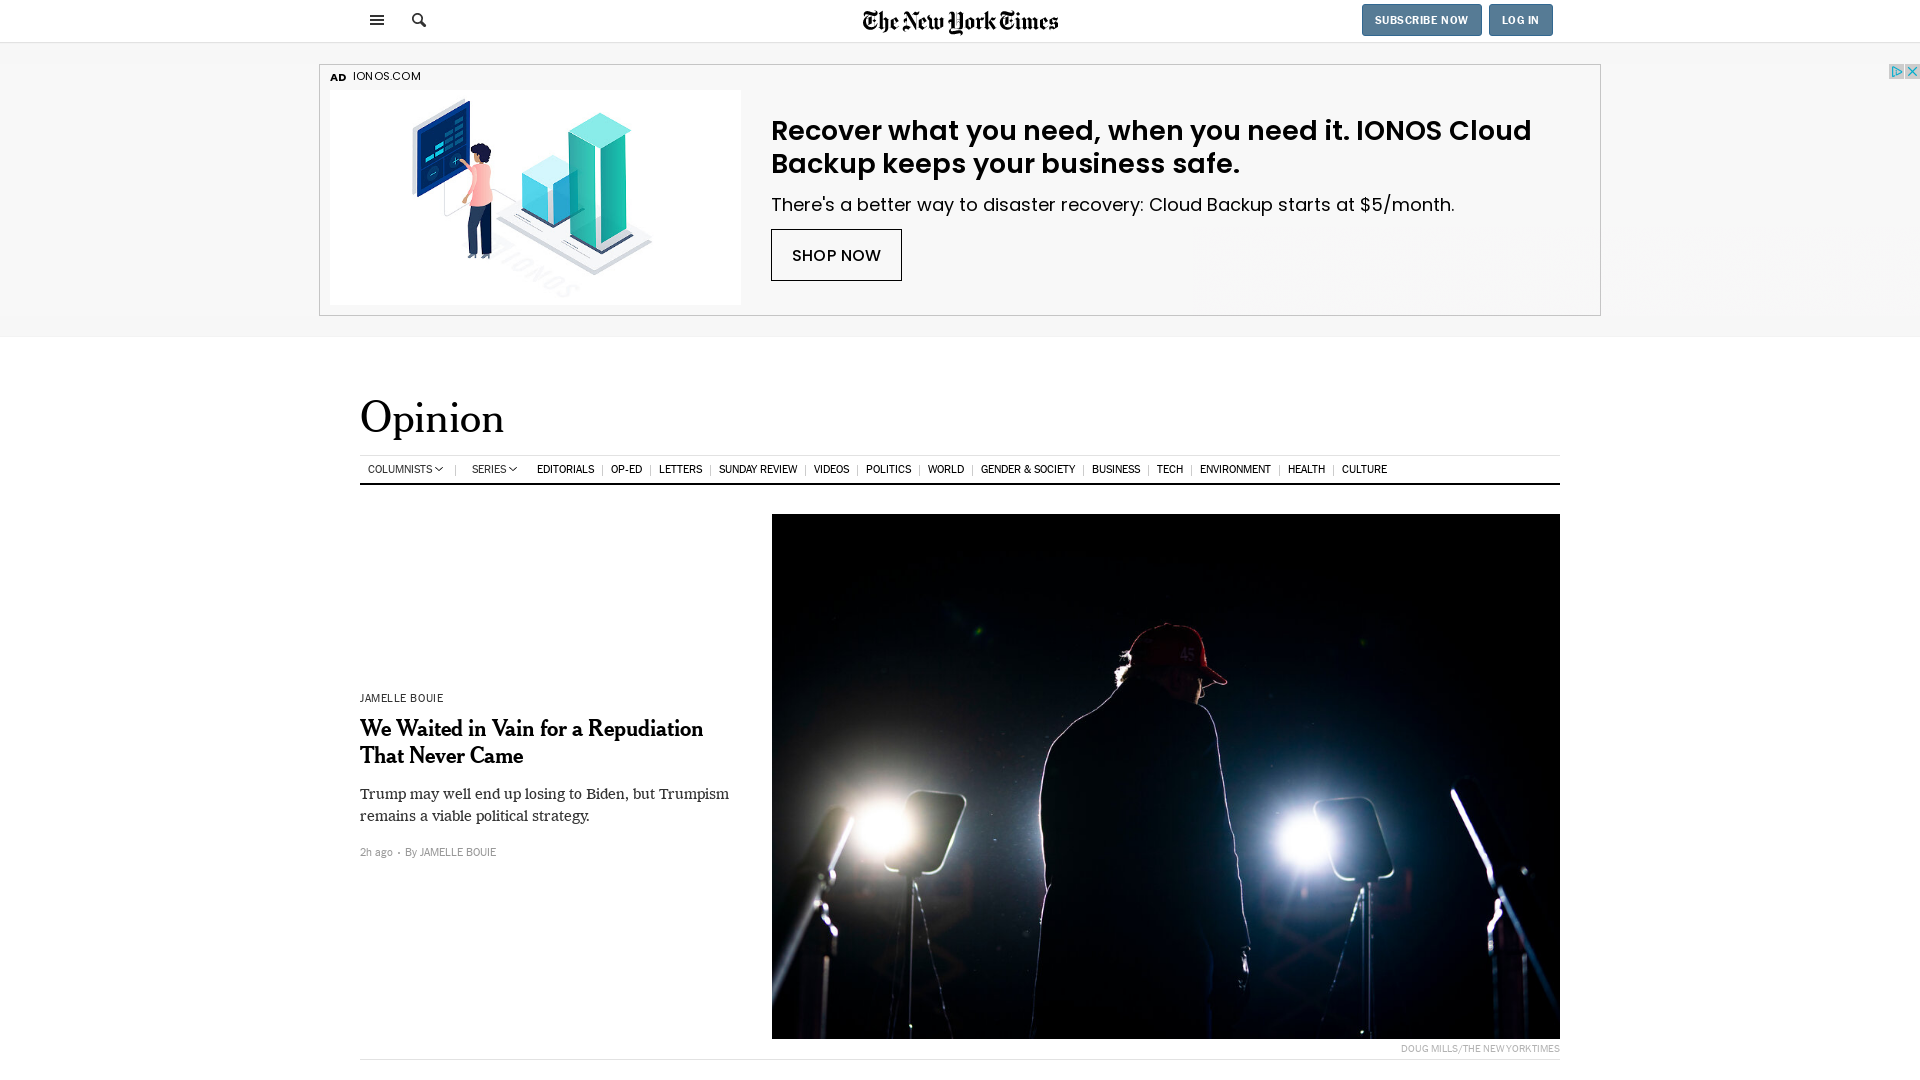 The New York Times
SUBSCRIBE NOW
LOG IN
AD IONOS.COM
Recover what you need, when you need it. IONOS Cloud
Backup keeps your business safe.
There's a better way to disaster recovery: Cloud Backup starts at $5/month.
SHOP NOW
IONOS
Opinion
COLUMNISTS SERIES EDITORIALS OP-ED LETTERS SUNDAY REVIEW VIDEOS POLITICS WORLD GENDER & SOCIETY BUSINESS TECH ENVIRONMENT HEALTH CULTURE
JAMELLE BOUIE
We Waited in Vain for a Repudiation
That Never Came
Trump may well end up losing to Biden, but Trumpism
remains a viable political strategy.
2h ago • By JAMELLE BOUIE
45
DOUG MILLS/THE NEW YORK TIMES